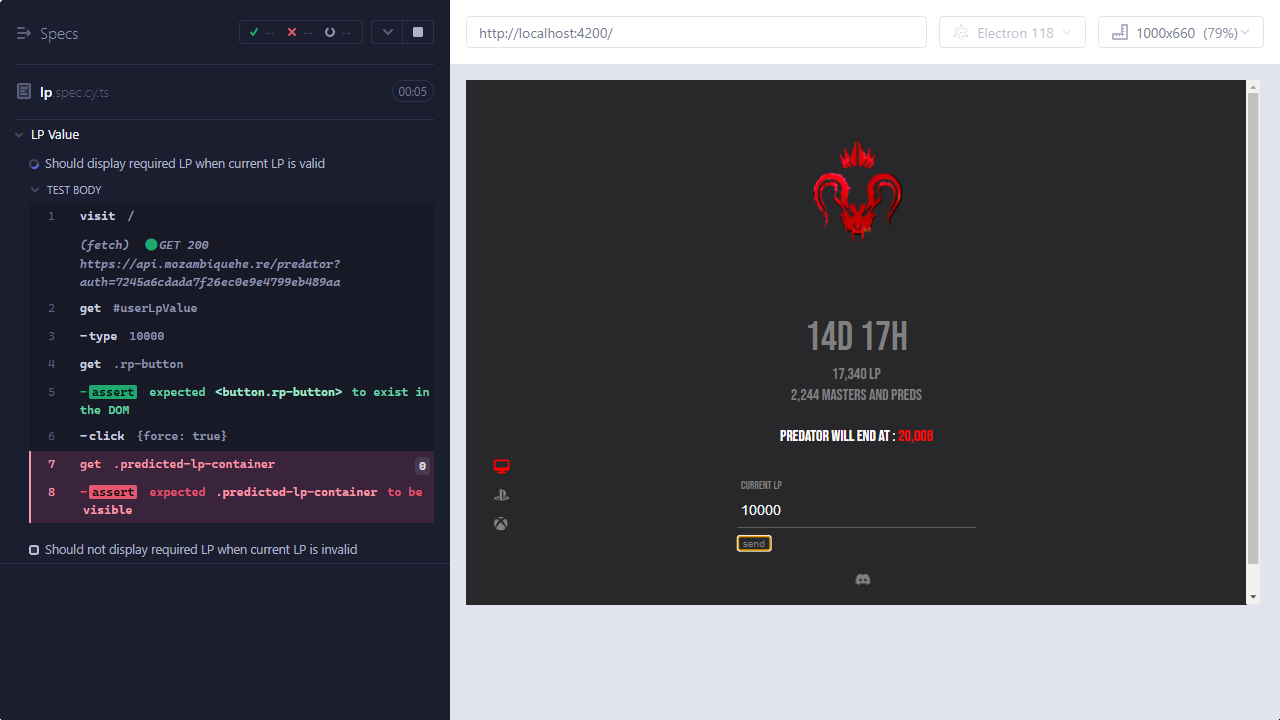 Specs
-- -- --
http://localhost:4200/
Electron 118
1000x660 (79%)
lp.spec.cy.ts
00:05
LP Value
Should display required LP when current LP is valid
TEST BODY
1 visit /
(fetch) GET 200
https://api.mozambiquehe.re/predator?
auth=7245a6cdada7f26ec0e9e4799eb489aa
2 get #userLpValue
3 -type 10000
4 get .rp-button
5 -assert expected <button.rp-button> to exist in
the DOM
6 -click {force: true}
7 get .predicted-lp-container 0
8 -assert expected .predicted-lp-container to be
visible
Should not display required LP when current LP is invalid
14D 17H
17,340 LP
2,244 MASTERS AND PREDS
PREDATOR WILL END AT : 20,008
CURRENT LP
10000
send